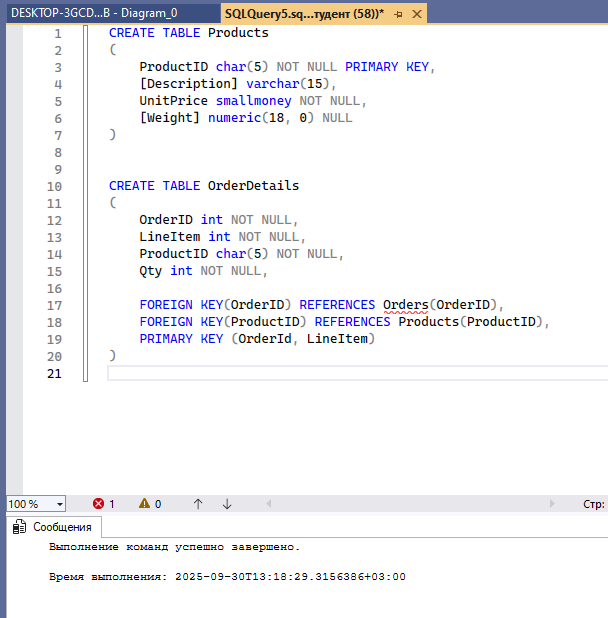 DESKTOP-3GCD...B - Diagram_0
SQLQuery5.sq...тудент (58))*
1 CREATE TABLE Products
2 (
3 ProductID char(5) NOT NULL PRIMARY KEY,
4 [Description] varchar(15),
5 UnitPrice smallmoney NOT NULL,
6 [Weight] numeric(18, 0) NULL
7 )
8
9
10 CREATE TABLE OrderDetails
11 (
12 OrderID int NOT NULL,
13 LineItem int NOT NULL,
14 ProductID char(5) NOT NULL,
15 Qty int NOT NULL,
16
17 FOREIGN KEY(OrderID) REFERENCES Orders(OrderID),
18 FOREIGN KEY(ProductID) REFERENCES Products(ProductID),
19 PRIMARY KEY (OrderId, LineItem)
20 )
21
100 % 1 0 Стр:
Сообщения
Выполнение команд успешно завершено.
Время выполнения: 2025-09-30T13:18:29.3156386+03:00